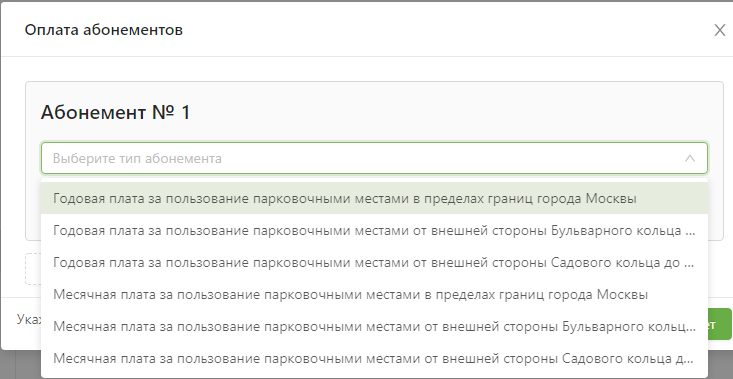 Оплата абонементов
Абонемент № 1
Выберите тип абонемента
Годовая плата за пользование парковочными местами в пределах границ города Москвы
Годовая плата за пользование парковочными местами от внешней стороны Бульварного кольца ...
Годовая плата за пользование парковочными местами от внешней стороны Садового кольца до ...
Месячная плата за пользование парковочными местами в пределах границ города Москвы
Месячная плата за пользование парковочными местами от внешней стороны Бульварного кольц...
Месячная плата за пользование парковочными местами от внешней стороны Садового кольца д...